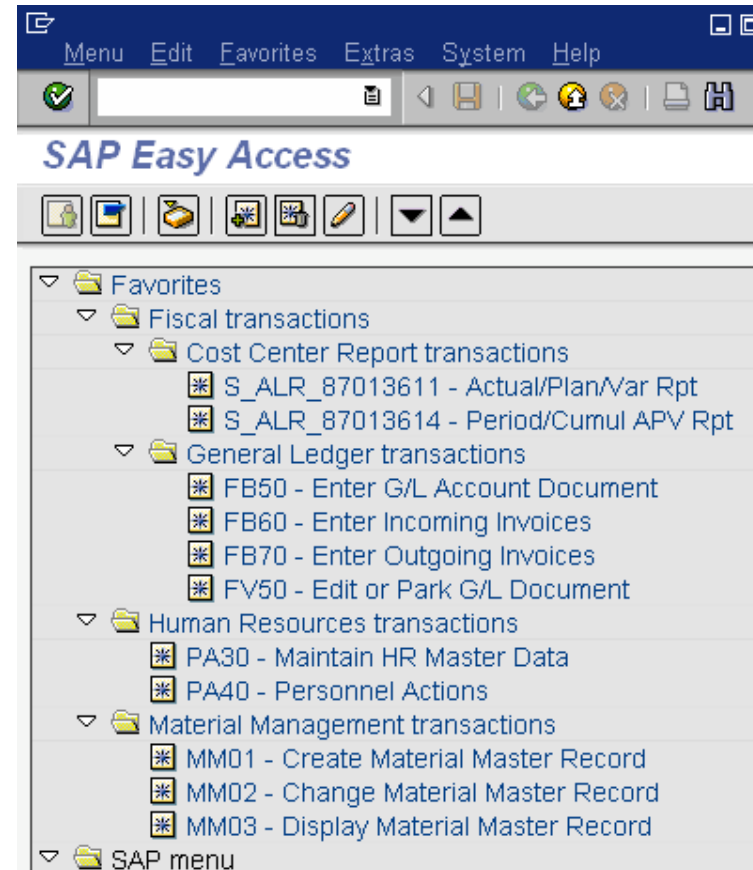 Menu Edit Favorites Extras System Help
SAP Easy Access
Favorites
Fiscal transactions
Cost Center Report transactions
S_ALR_87013611 - Actual/Plan/Var Rpt
S_ALR_87013614 - Period/Cumul APV Rpt
General Ledger transactions
FB50 - Enter G/L Account Document
FB60 - Enter Incoming Invoices
FB70 - Enter Outgoing Invoices
FV50 - Edit or Park G/L Document
Human Resources transactions
PA30 - Maintain HR Master Data
PA40 - Personnel Actions
Material Management transactions
MM01 - Create Material Master Record
MM02 - Change Material Master Record
MM03 - Display Material Master Record
SAP menu